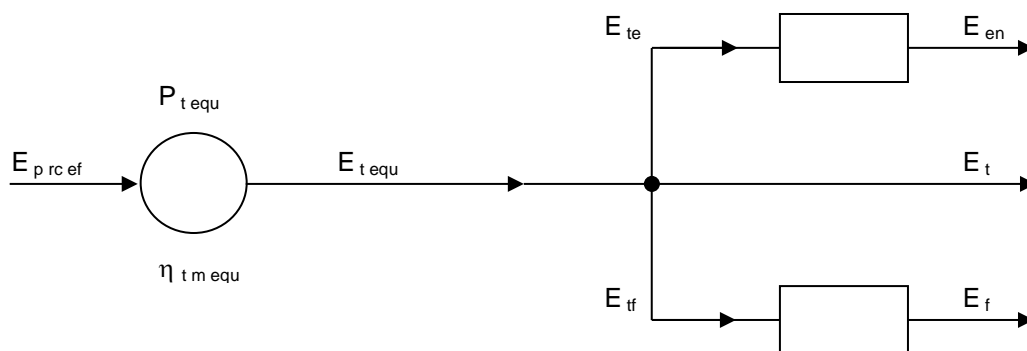 E te
E en
P t equ
E p rc ef
E t equ
E t
η t m equ
E tf
E f